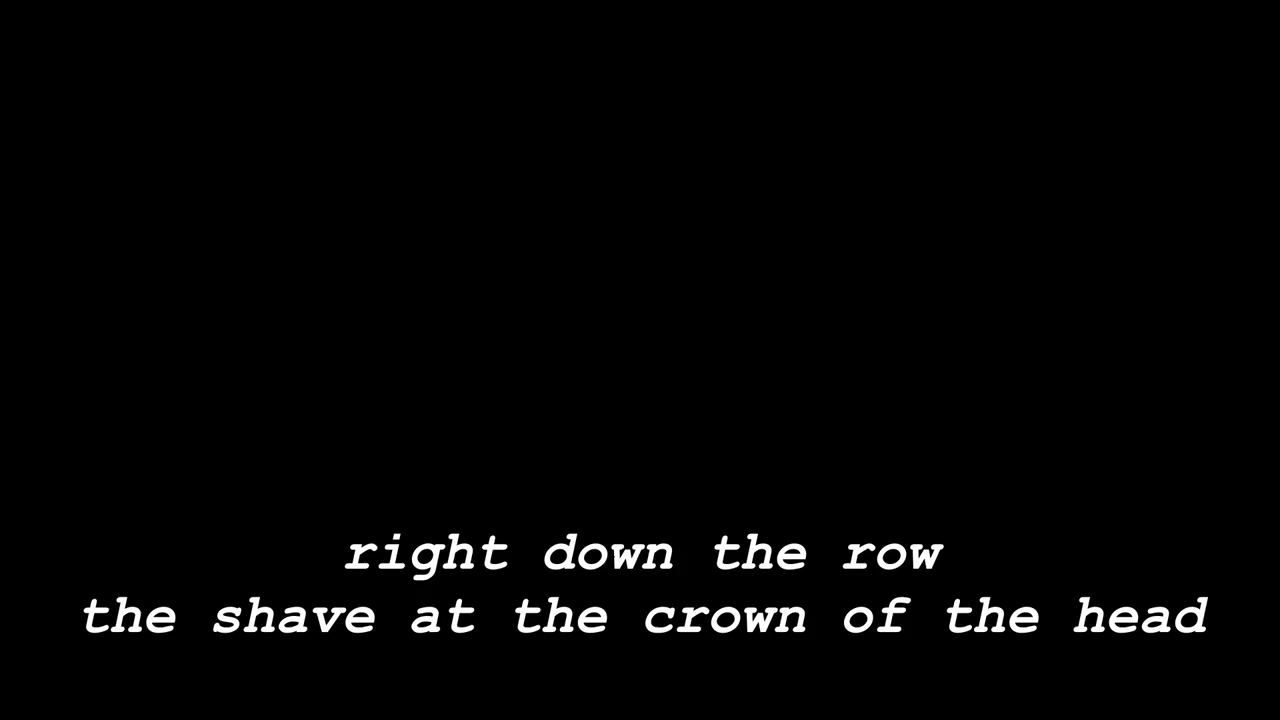 right down the row
the shave at the crown of the head